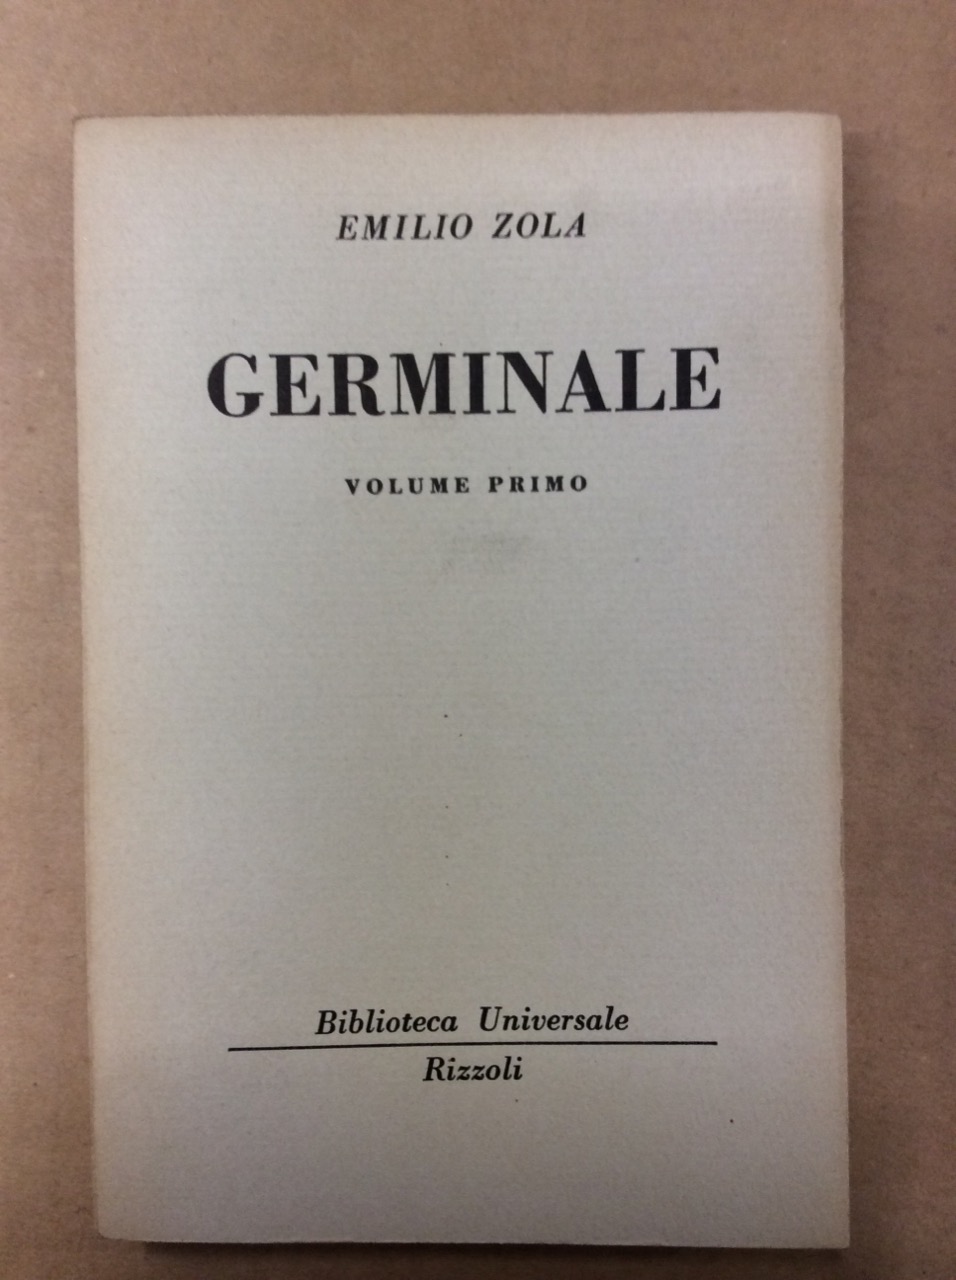 EMILIO ZOLA
GERMINALE
VOLUME PRIMO
Biblioteca Universale
Rizzoli